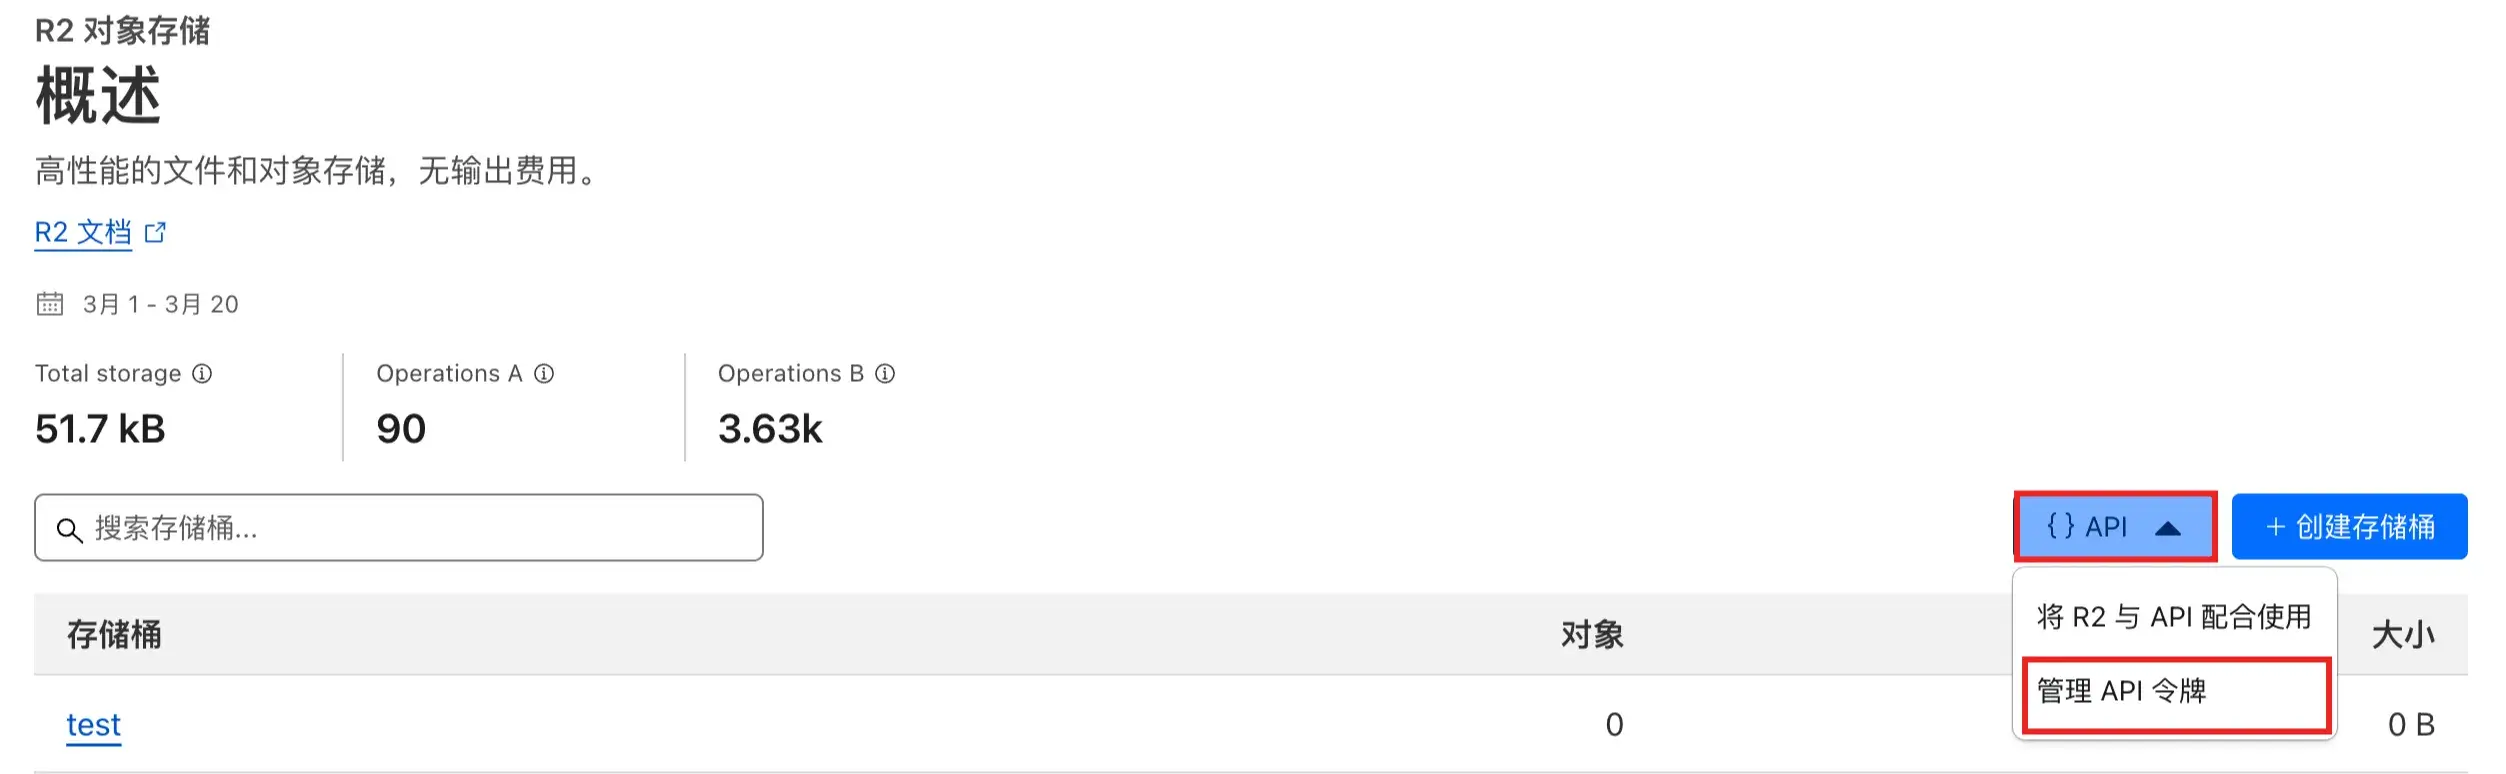 R2 对象存储
概述
高性能的文件和对象存储，无输出费用。
R2 文档
3月 1 - 3月 20
Total storage
Operations A
Operations B
51.7 kB
90
3.63k
搜索存储桶...
{ } API
+ 创建存储桶
将 R2 与 API 配合使用
管理 API 令牌
存储桶
对象
大小
test
0
0 B